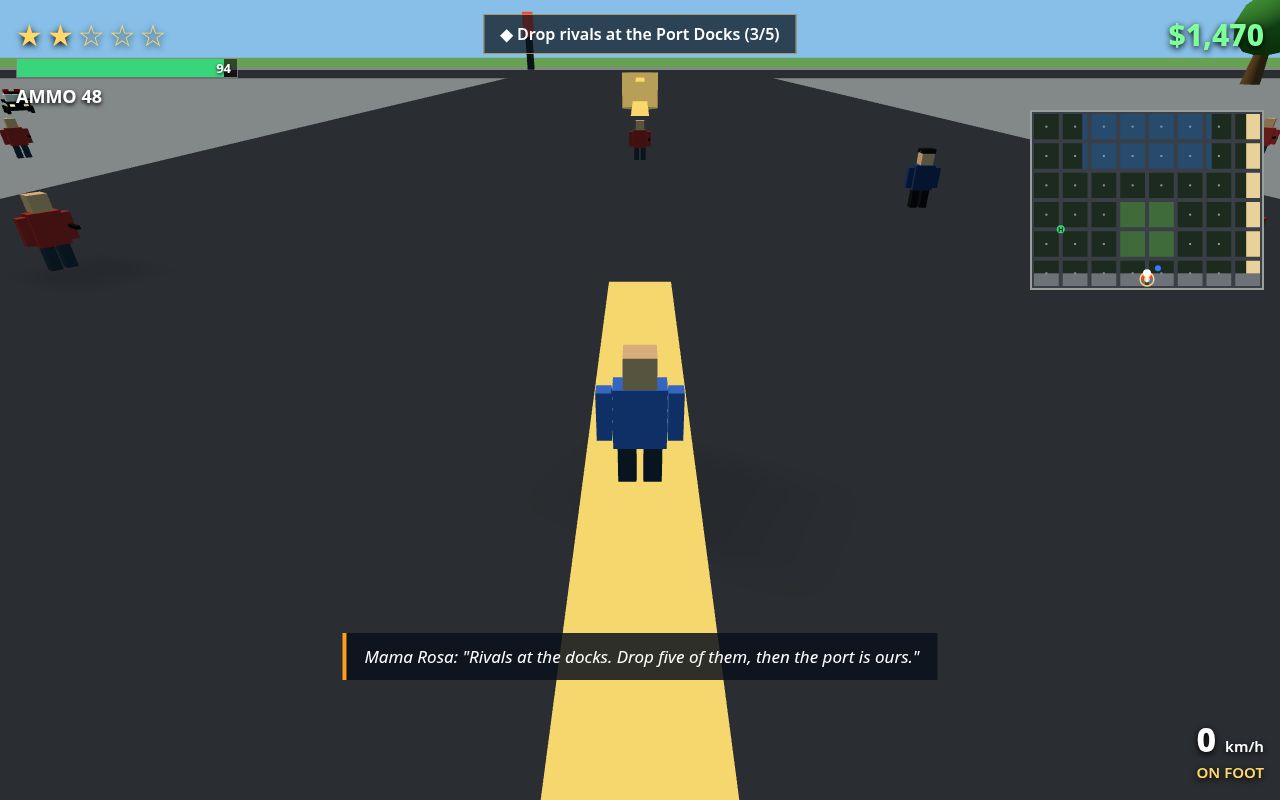 ◆ Drop rivals at the Port Docks (3/5)
$1,470
94
AMMO 48
H
Mama Rosa: "Rivals at the docks. Drop five of them, then the port is ours."
0 km/h
ON FOOT